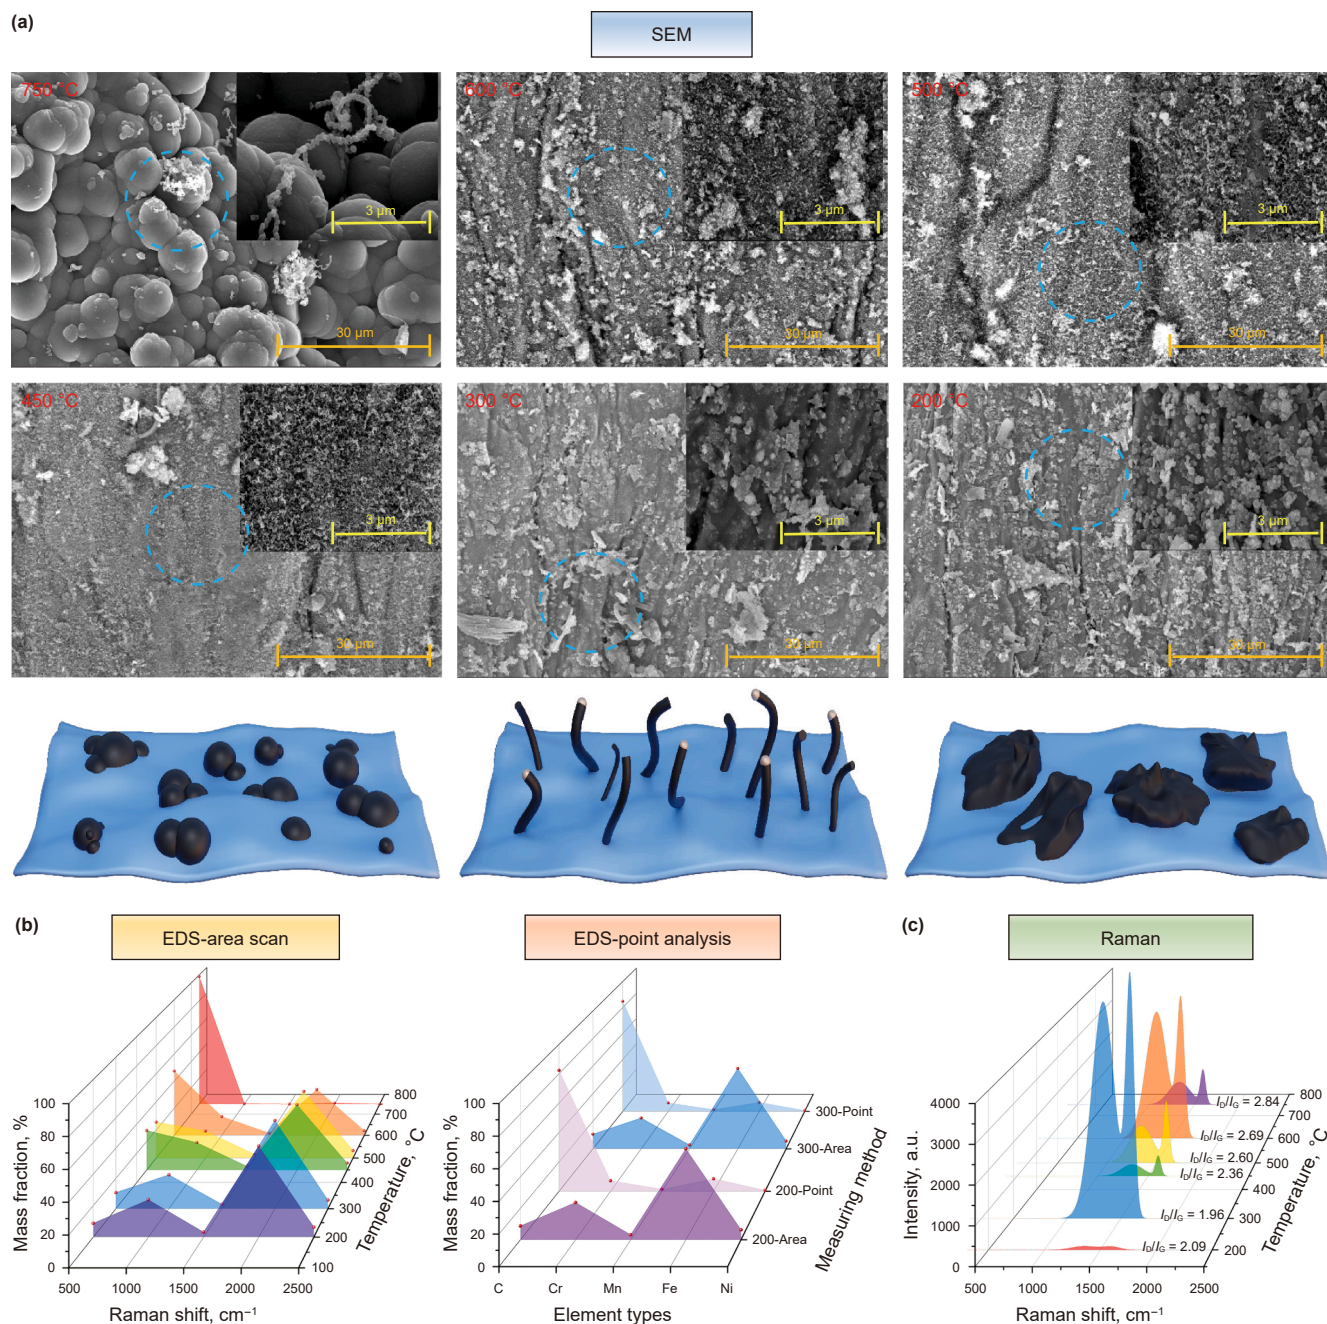 (a)
SEM
750 °C
3 µm
30 µm
600 °C
3 µm
30 µm
500 °C
3 µm
30 µm
450 °C
3 µm
30 µm
300 °C
3 µm
30 µm
200 °C
3 µm
30 µm
(b)
EDS-area scan
Mass fraction, %
100
80
60
40
20
0
500
1000
1500
2000
2500
Raman shift, cm⁻¹
800
700
600
500
400
300
200
100
Temperature, °C
EDS-point analysis
Mass fraction, %
100
80
60
40
20
0
C
Cr
Mn
Fe
Ni
Element types
300-Point
300-Area
200-Point
200-Area
Measuring method
(c)
Raman
Intensity, a.u.
4000
3000
2000
1000
0
500
1000
1500
2000
2500
Raman shift, cm⁻¹
I_D/I_G = 2.84
I_D/I_G = 2.69
I_D/I_G = 2.60
I_D/I_G = 2.36
I_D/I_G = 1.96
I_D/I_G = 2.09
800
700
600
500
400
300
200
Temperature, °C